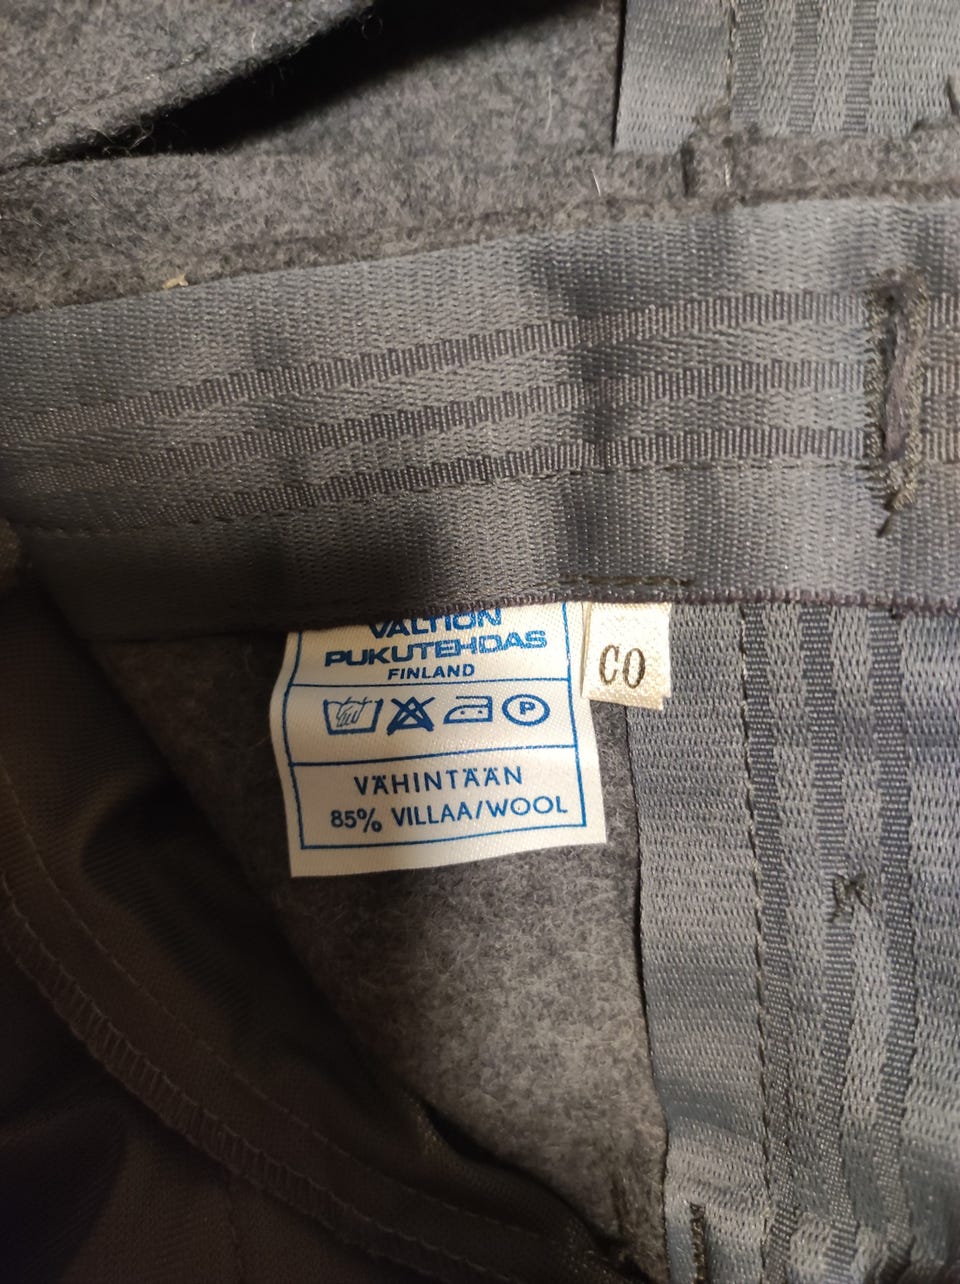 VALTION
PUKUTEHDAS
FINLAND
P
VÄHINTÄÄN
85% VILLAA/WOOL
CO